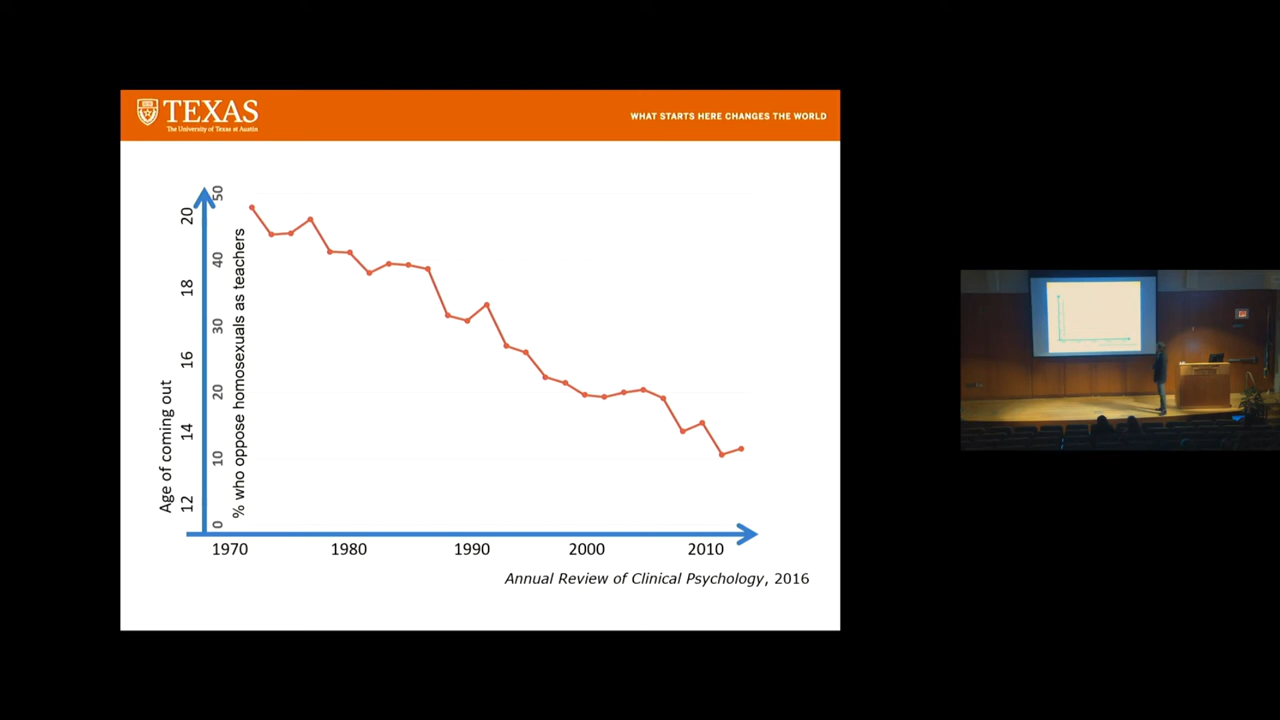 TEXAS
The University of Texas at Austin
WHAT STARTS HERE CHANGES THE WORLD
Age of coming out
20
18
16
14
12
% who oppose homosexuals as teachers
50
40
30
20
10
0
1970 1980 1990 2000 2010
Annual Review of Clinical Psychology, 2016